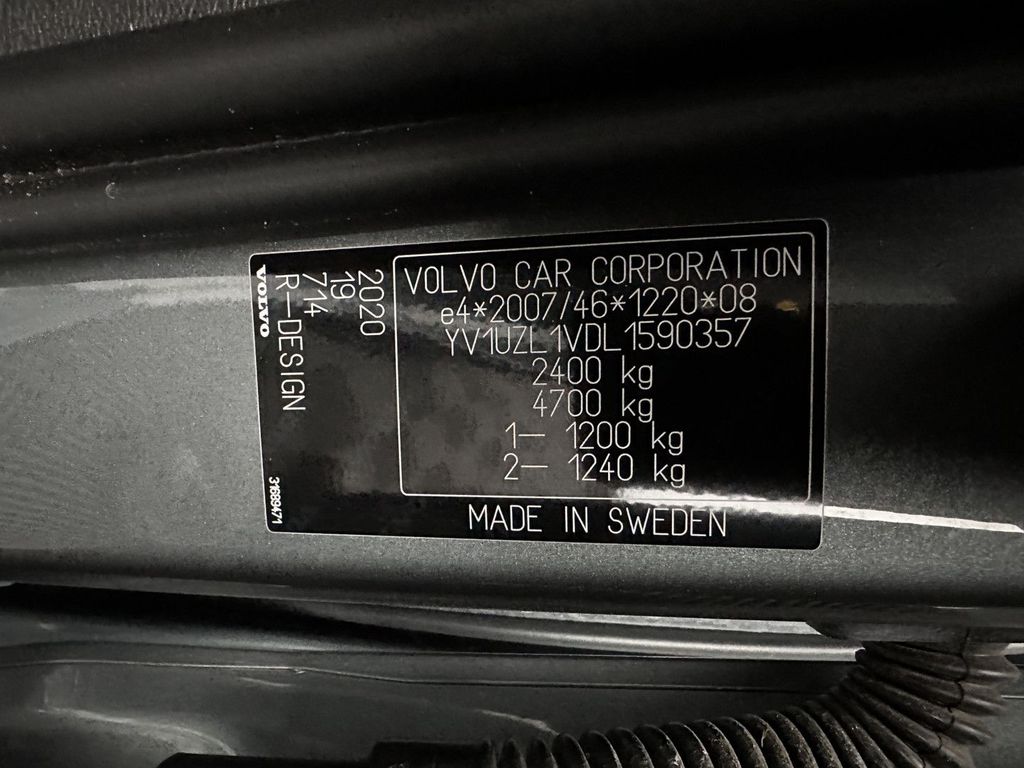 VOLVO CAR CORPORATION
e4*2007/46*1220*08
YV1UZL1VDL1590357
2400 kg
4700 kg
1– 1200 kg
2– 1240 kg
MADE IN SWEDEN
2020
19
714
R-DESIGN
VOLVO
31689471